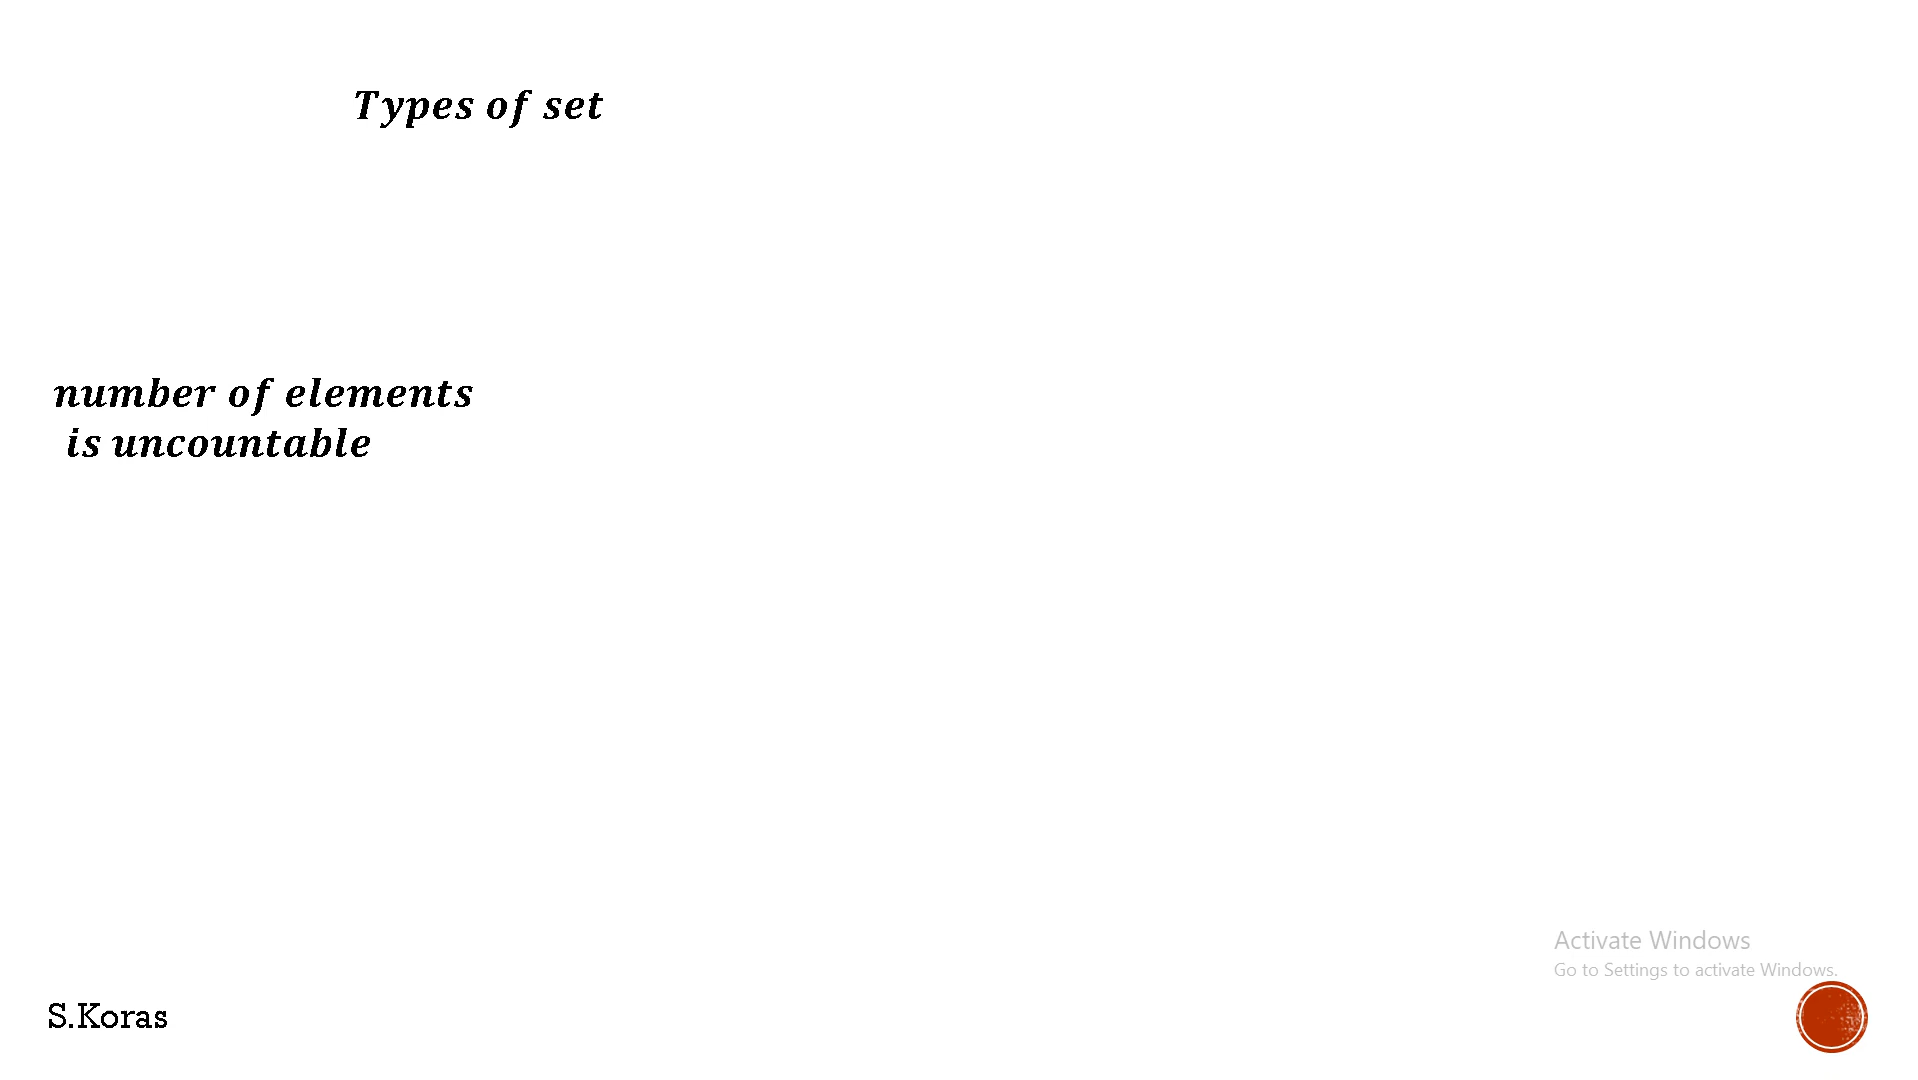 Types of set
number of elements
is uncountable
Activate Windows
Go to Settings to activate Windows.
S.Koras